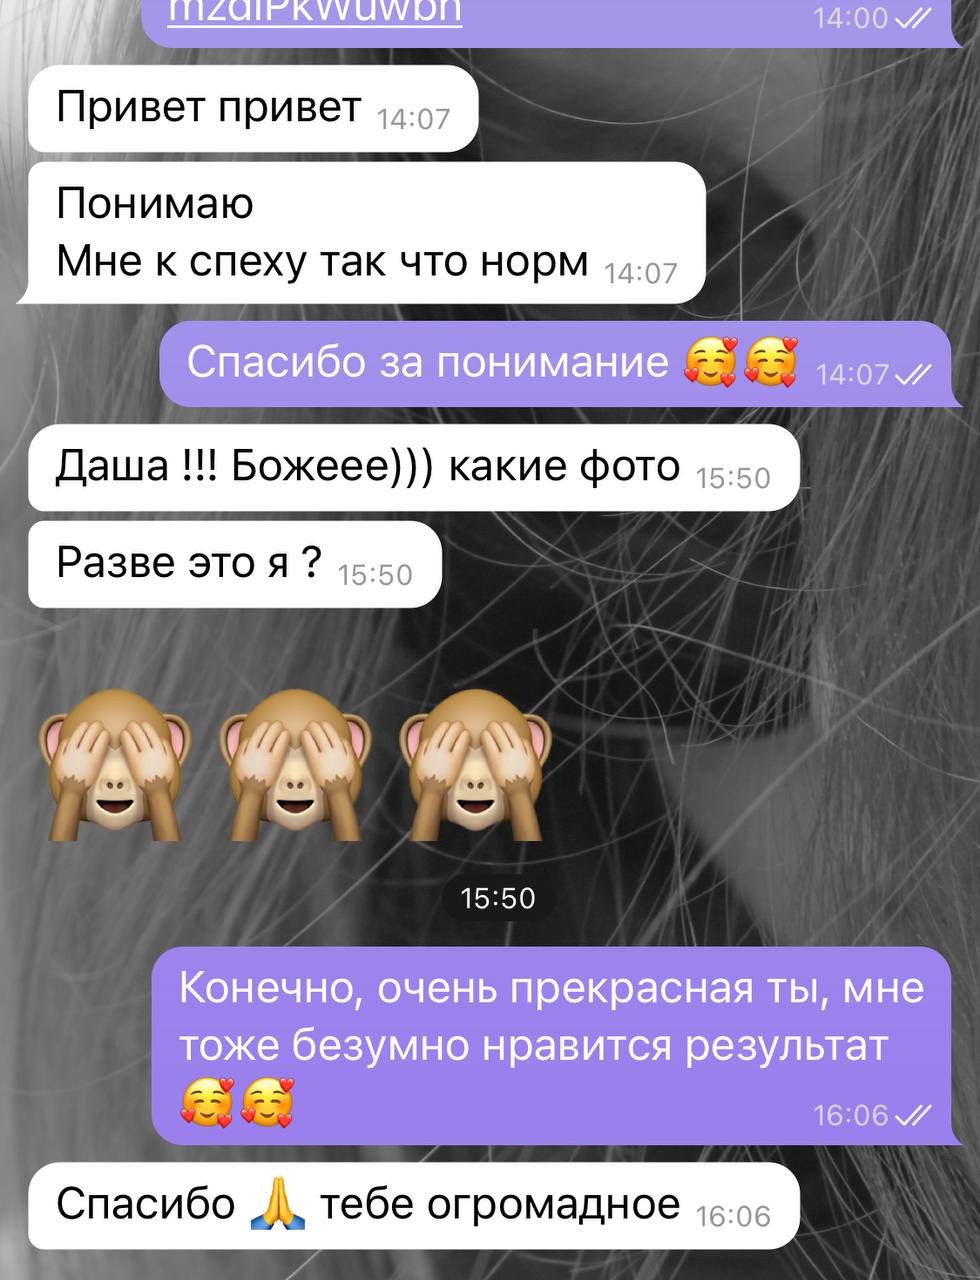 mzdlPkWuwbn
14:00
Привет привет 14:07
Понимаю
Мне к спеху так что норм 14:07
Спасибо за понимание 🥰🥰 14:07
Даша !!! Божеее))) какие фото 15:50
Разве это я ? 15:50
🙈🙈🙈
15:50
Конечно, очень прекрасная ты, мне
тоже безумно нравится результат
🥰🥰 16:06
Спасибо 🙏 тебе огромадное 16:06